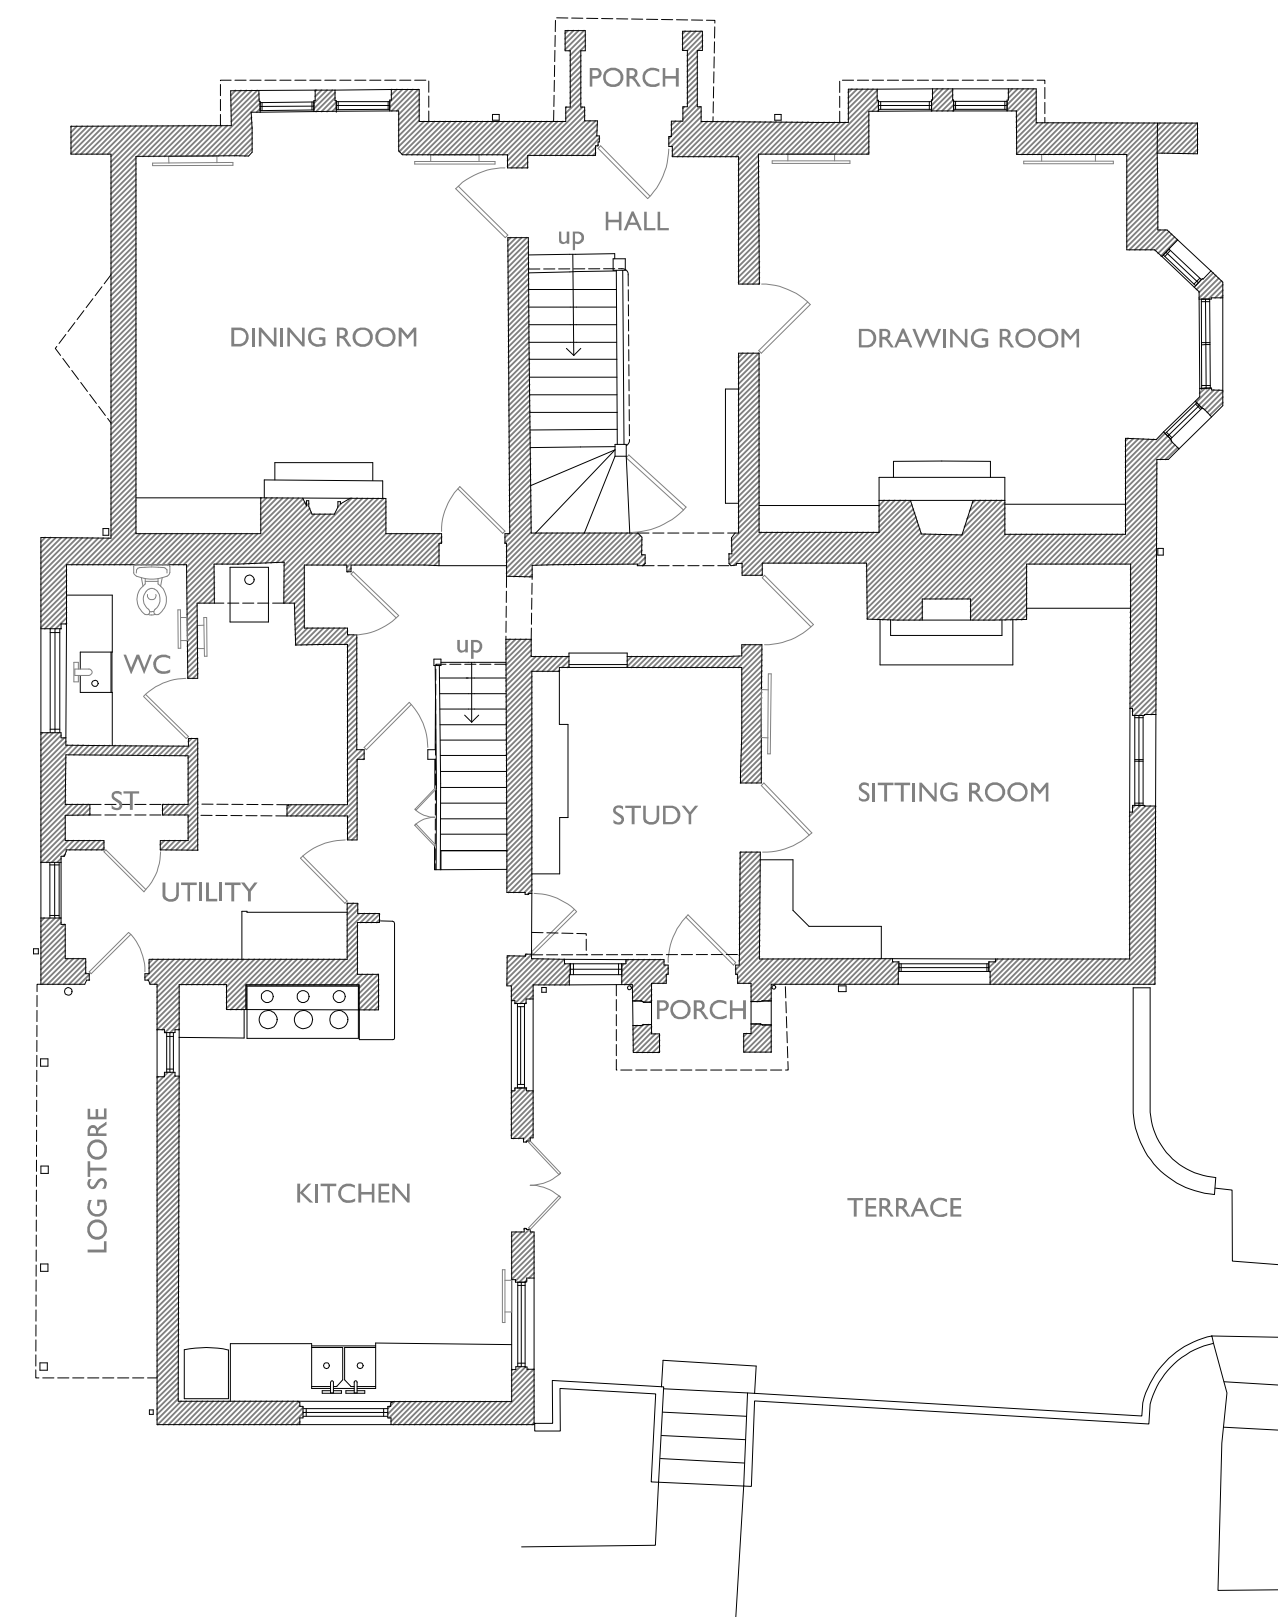 PORCH
HALL
up
DINING ROOM
DRAWING ROOM
up
WC
SITTING ROOM
ST
STUDY
UTILITY
PORCH
LOG STORE
KITCHEN
TERRACE